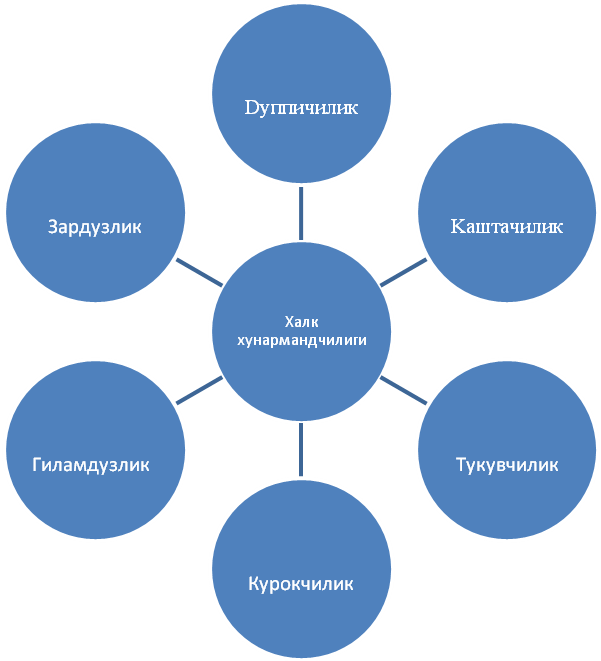 Дуппичилик
Каштачилик
Тукувчилик
Курокчилик
Гиламдузлик
Зардузлик
Халк
хунармандчилиги